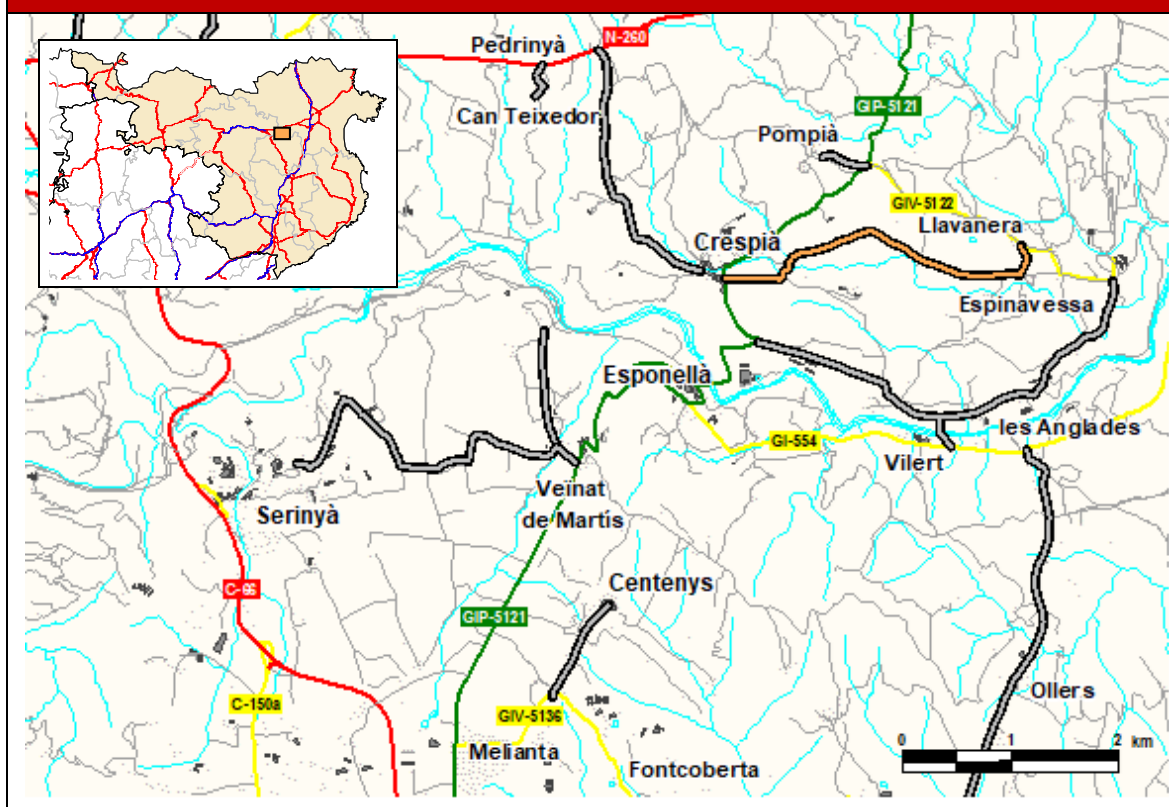 N-260
Pedrinyà
Can Teixedor
GIP-5121
Pompià
GIV-5122
Llavanera
Crespià
Espinavessa
Esponellà
les Anglades
GI-554
Vilert
Veïnat
de Martís
Serinyà
C-66
Centenys
GIP-5121
C-150a
GIV-5136
Ollers
Melianta
Fontcoberta
0 1 2 km